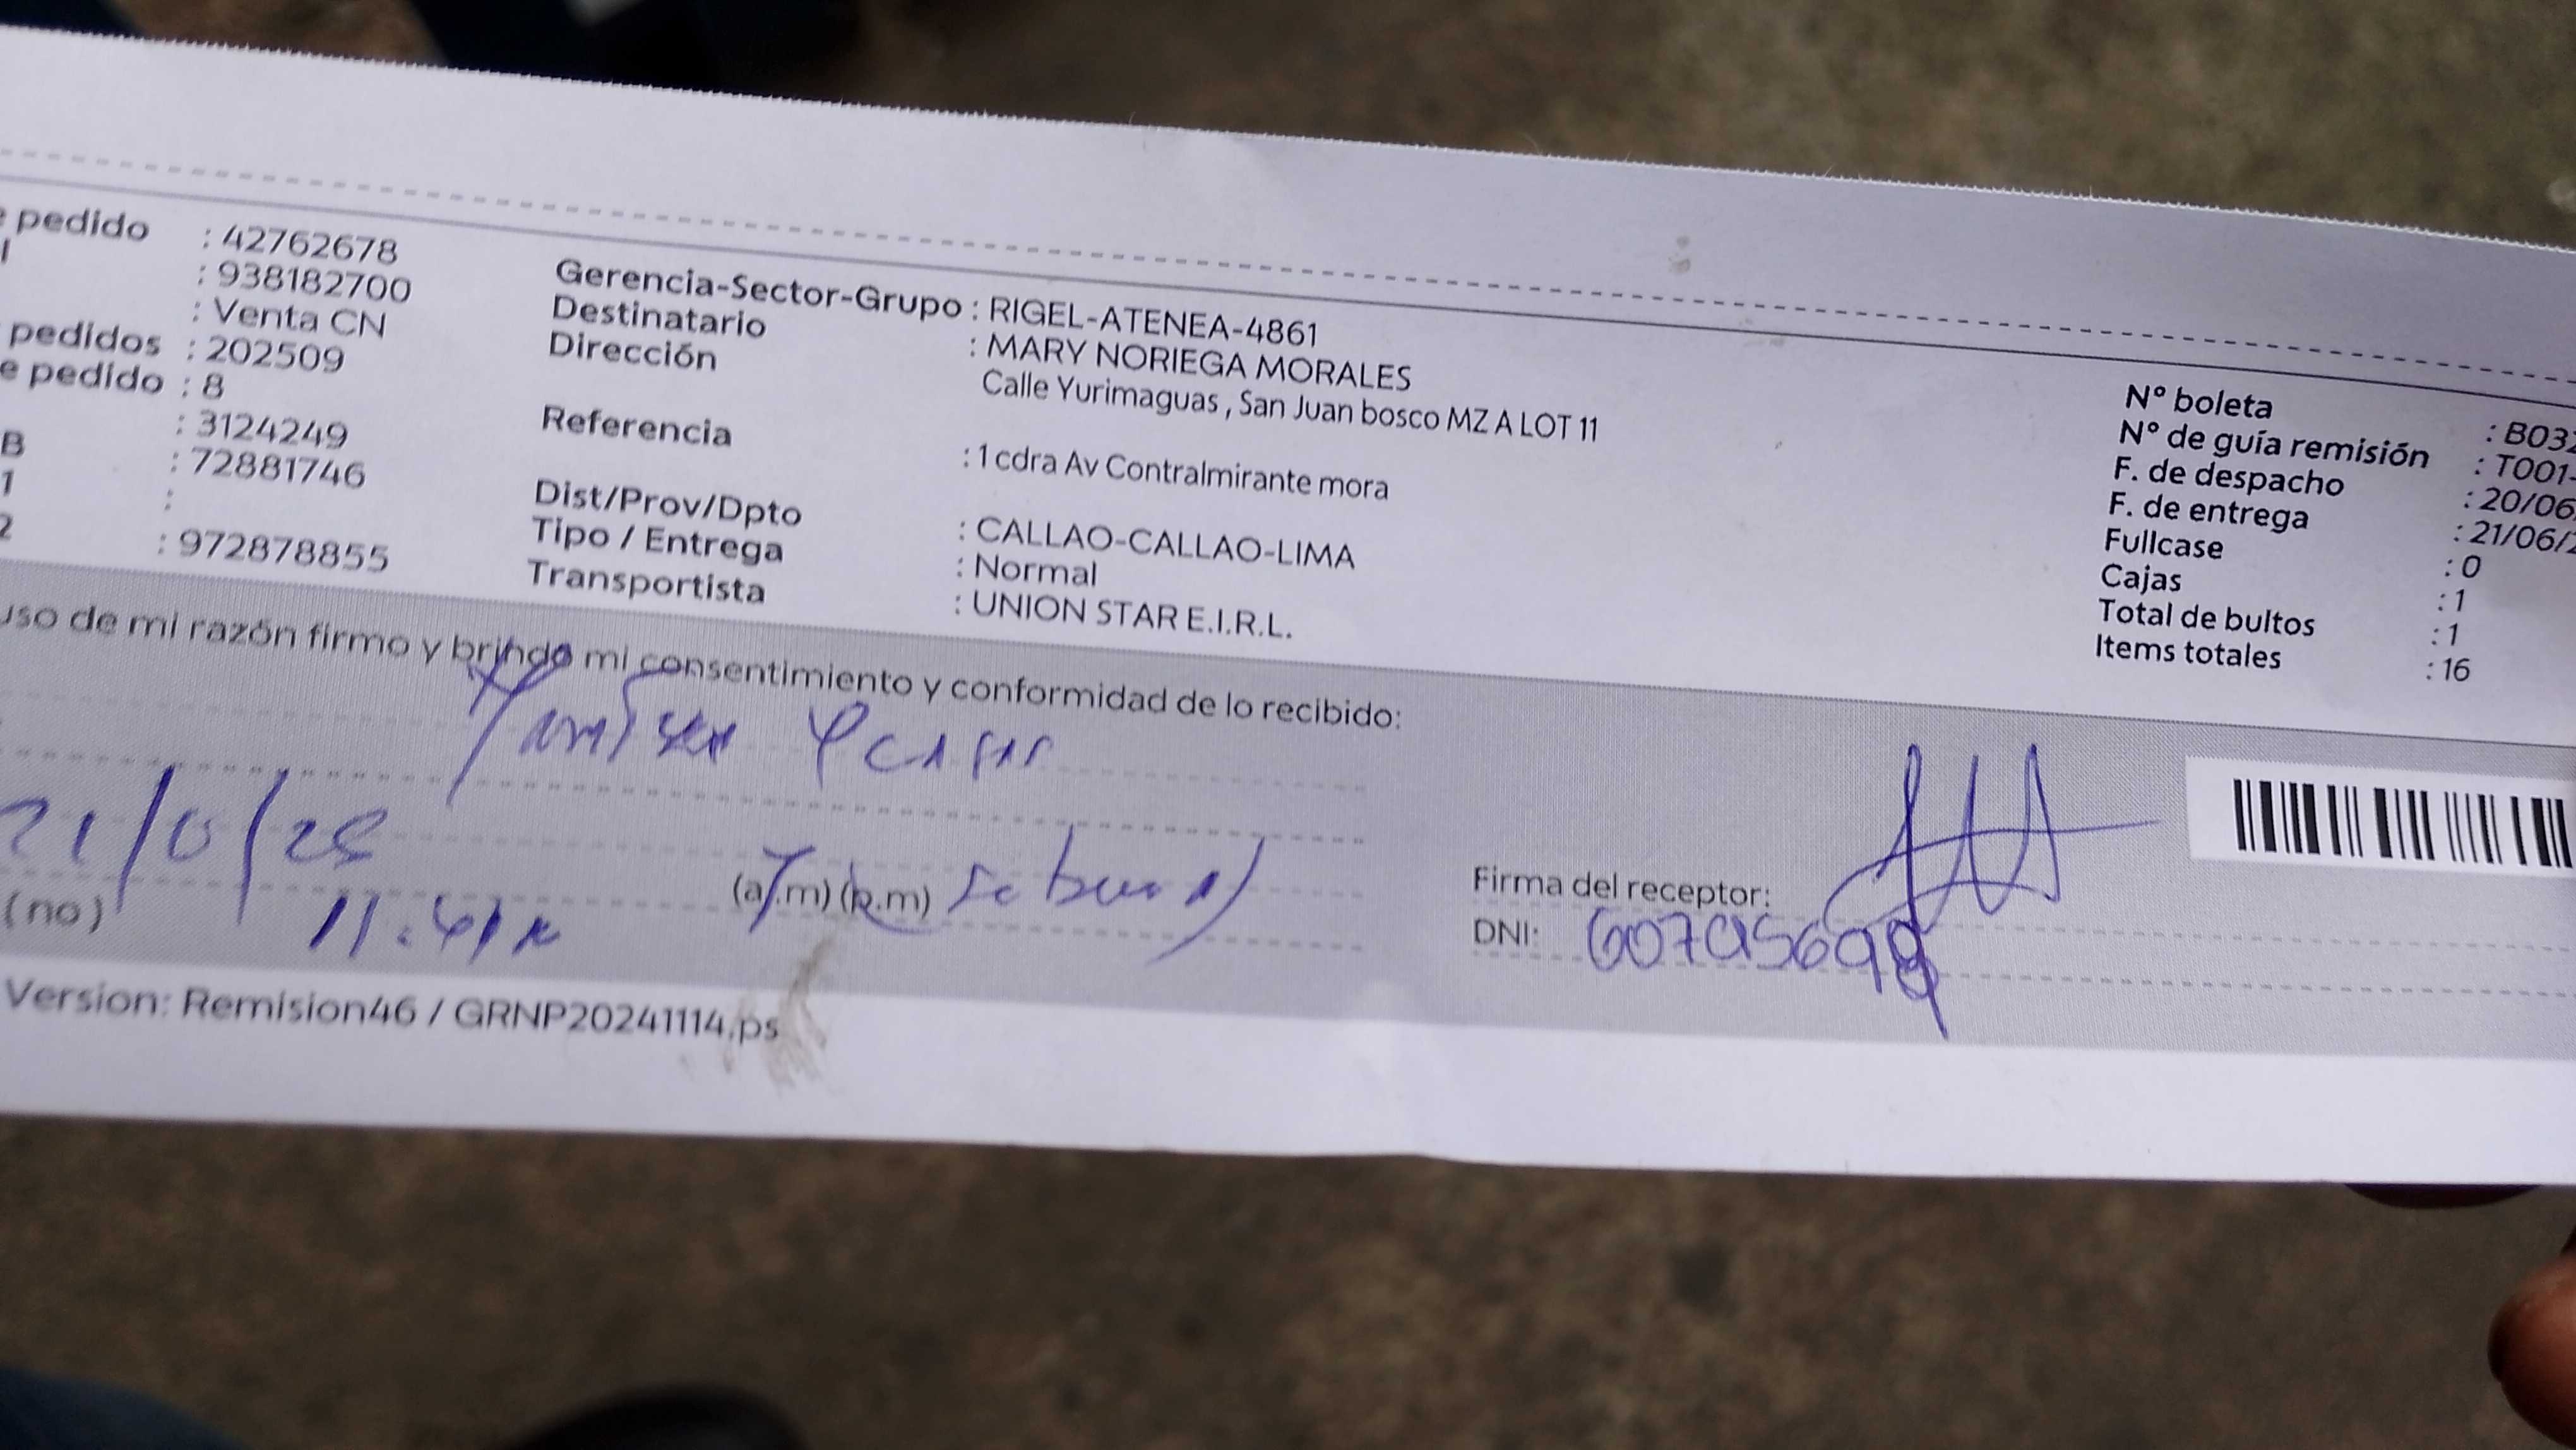 pedido : 42762678
: 938182700
: Venta CN
pedidos : 202509
e pedido : 8
: 3124249
B : 72881746
1 :
2 : 972878855
Gerencia-Sector-Grupo : RIGEL-ATENEA-4861
Destinatario : MARY NORIEGA MORALES
Dirección Calle Yurimaguas , San Juan bosco MZ A LOT 11
Referencia : 1 cdra Av Contralmirante mora
Dist/Prov/Dpto : CALLAO-CALLAO-LIMA
Tipo / Entrega : Normal
Transportista : UNION STAR E.I.R.L.
Nº boleta : B03
Nº de guía remisión : T001-
F. de despacho : 20/06
F. de entrega : 21/06/2
Fullcase : 0
Cajas : 1
Total de bultos : 1
Items totales : 16
uso de mi razón firmo y brindo mi consentimiento y conformidad de lo recibido:
(no)
(a.m) (p.m)
Firma del receptor:
DNI:
Version: Remision46 / GRNP20241114.ps